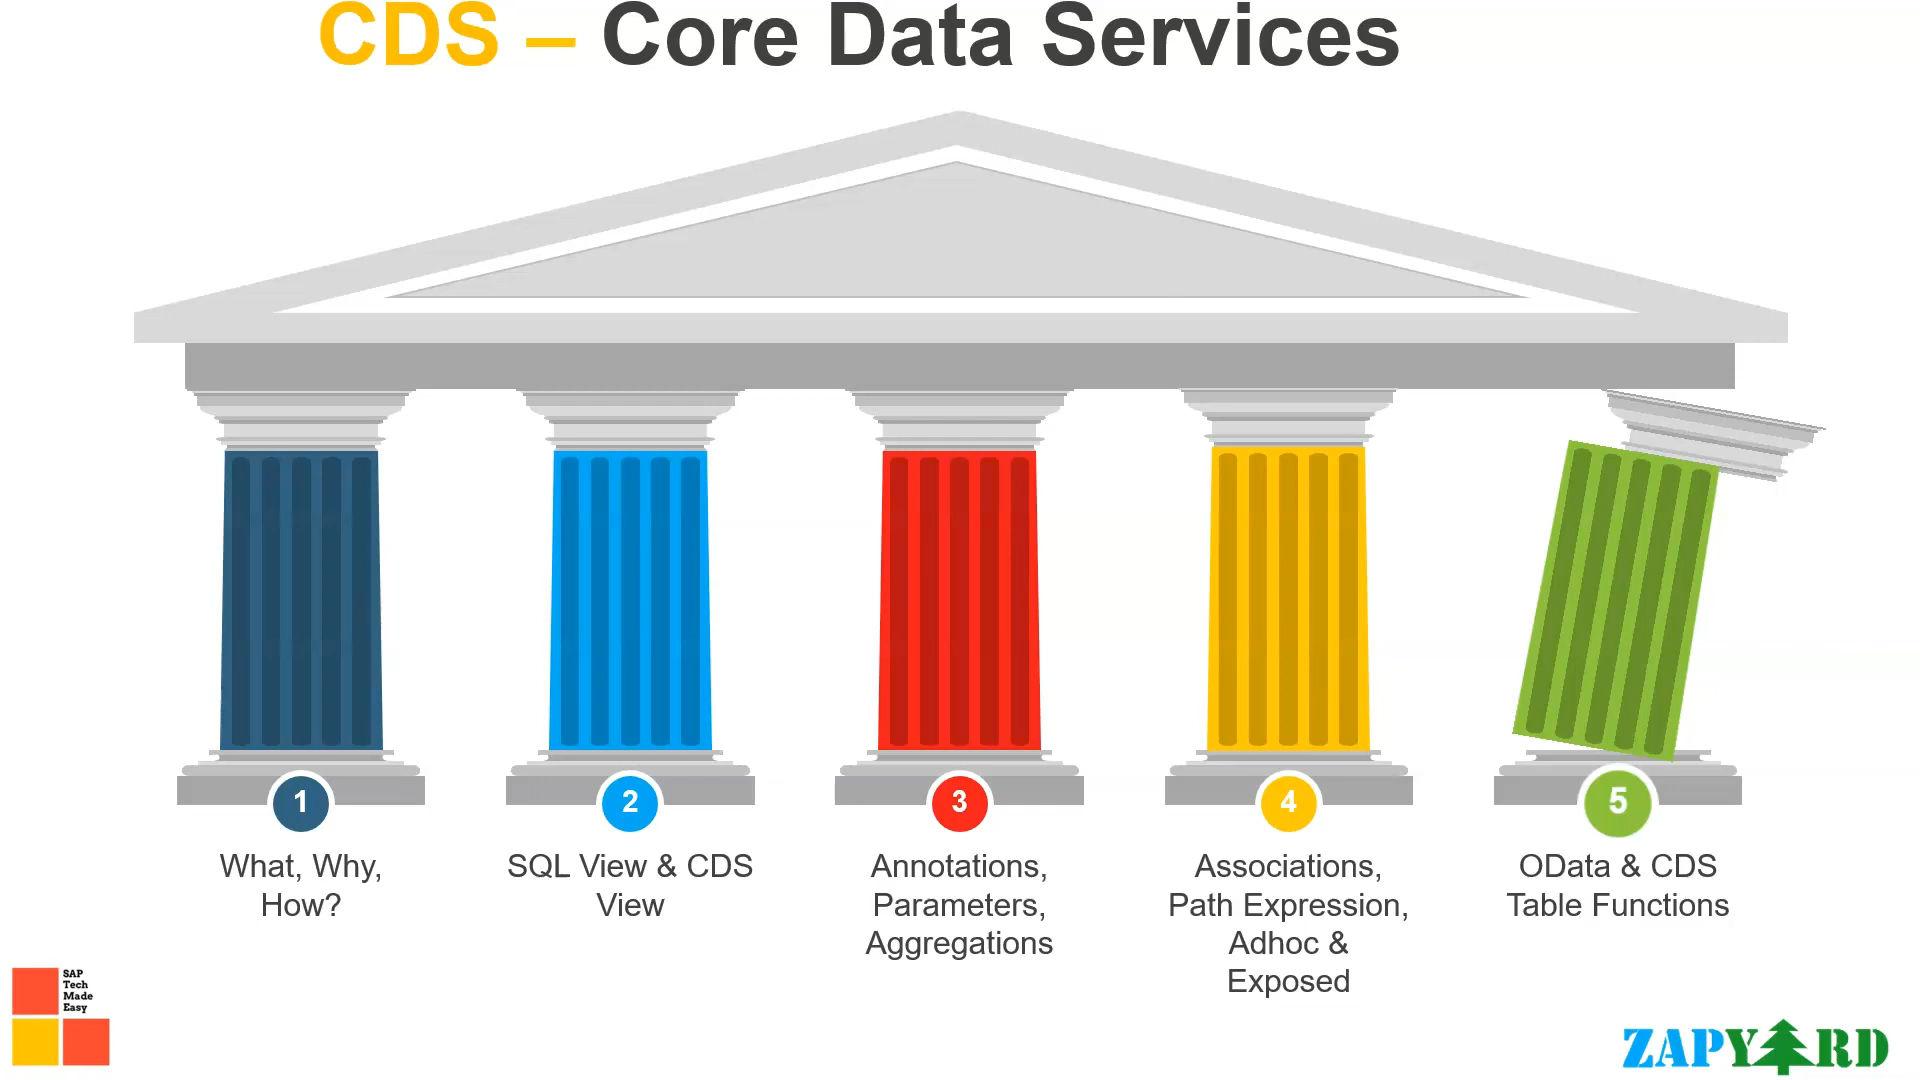 CDS – Core Data Services
1
What, Why,
How?
2
SQL View & CDS
View
3
Annotations,
Parameters,
Aggregations
4
Associations,
Path Expression,
Adhoc &
Exposed
5
OData & CDS
Table Functions
SAP
Tech
Made
Easy
ZAPYARD